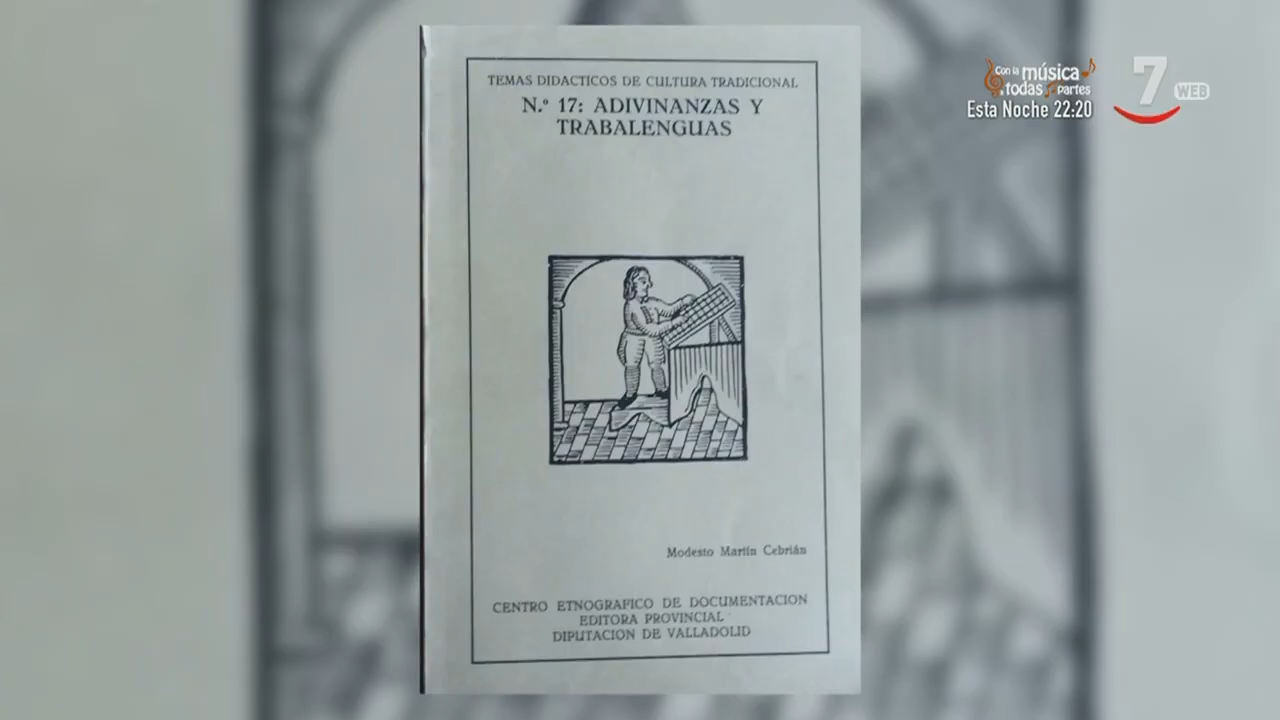 TEMAS DIDACTICOS DE CULTURA TRADICIONAL
N.º 17: ADIVINANZAS Y
TRABALENGUAS
Modesto Martín Cebrián
CENTRO ETNOGRAFICO DE DOCUMENTACION
EDITORA PROVINCIAL
DIPUTACION DE VALLADOLID
Con la
música
a todas partes
Esta Noche 22:20
7
WEB